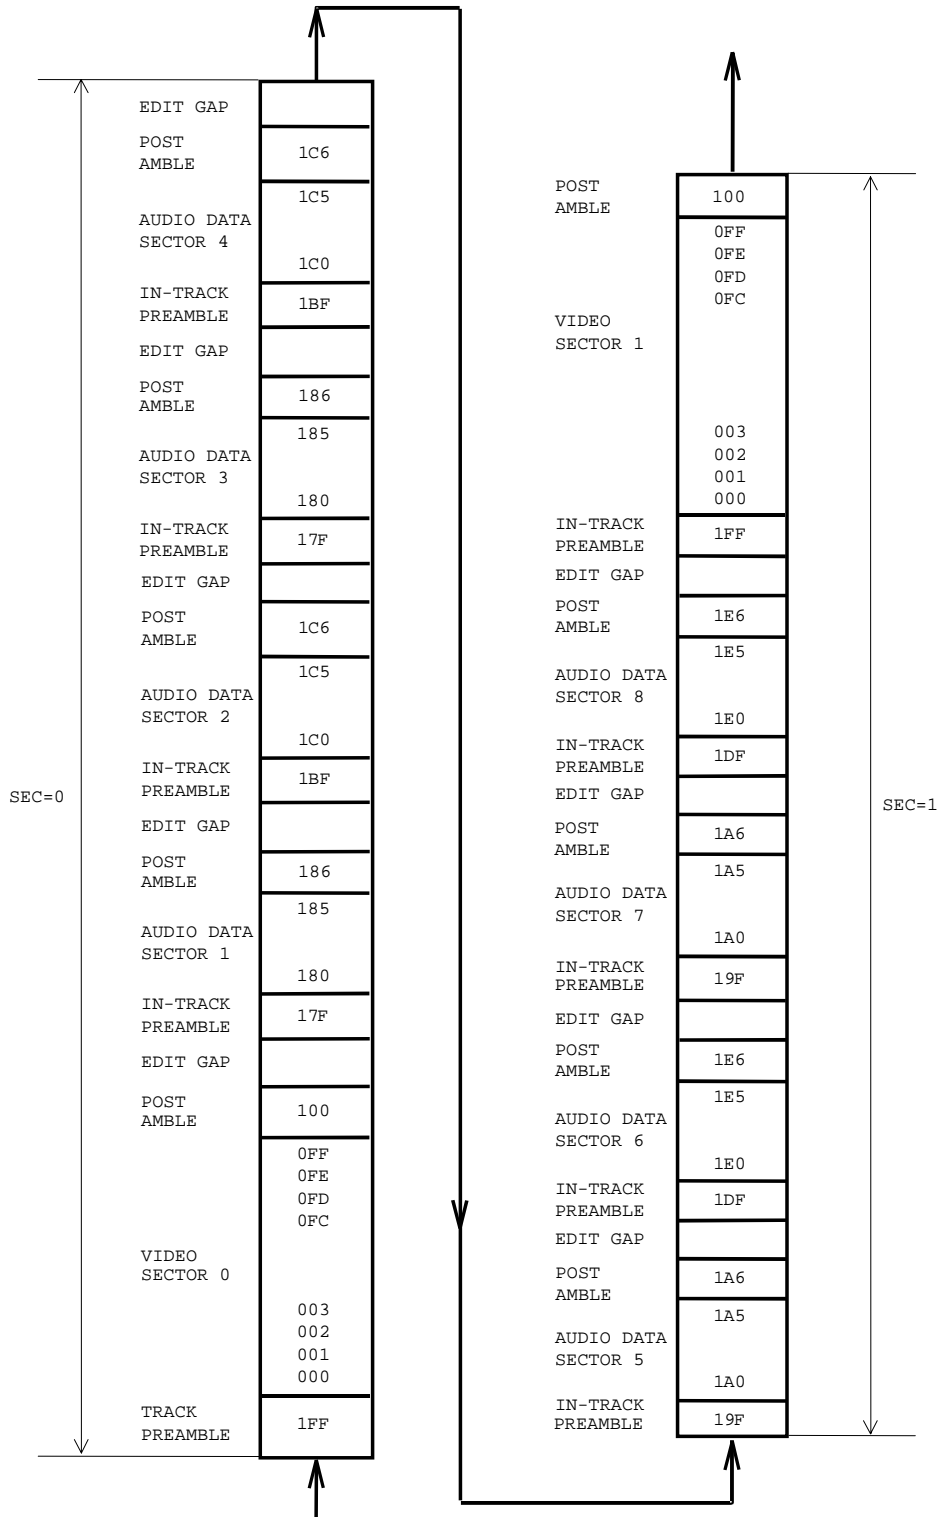 EDIT GAP
POST
AMBLE
1C6
1C5
AUDIO DATA
SECTOR 4
1C0
IN-TRACK
PREAMBLE
1BF
EDIT GAP
POST
AMBLE
186
185
AUDIO DATA
SECTOR 3
180
IN-TRACK
PREAMBLE
17F
EDIT GAP
POST
AMBLE
1C6
1C5
AUDIO DATA
SECTOR 2
1C0
IN-TRACK
PREAMBLE
1BF
SEC=0
EDIT GAP
POST
AMBLE
186
185
AUDIO DATA
SECTOR 1
180
IN-TRACK
PREAMBLE
17F
EDIT GAP
POST
AMBLE
100
0FF
0FE
0FD
0FC
VIDEO
SECTOR 0
003
002
001
000
TRACK
PREAMBLE
1FF
POST
AMBLE
100
0FF
0FE
0FD
0FC
VIDEO
SECTOR 1
003
002
001
000
IN-TRACK
PREAMBLE
1FF
EDIT GAP
POST
AMBLE
1E6
1E5
AUDIO DATA
SECTOR 8
1E0
IN-TRACK
PREAMBLE
1DF
EDIT GAP
SEC=1
POST
AMBLE
1A6
1A5
AUDIO DATA
SECTOR 7
1A0
IN-TRACK
PREAMBLE
19F
EDIT GAP
POST
AMBLE
1E6
1E5
AUDIO DATA
SECTOR 6
1E0
IN-TRACK
PREAMBLE
1DF
EDIT GAP
POST
AMBLE
1A6
1A5
AUDIO DATA
SECTOR 5
1A0
IN-TRACK
PREAMBLE
19F